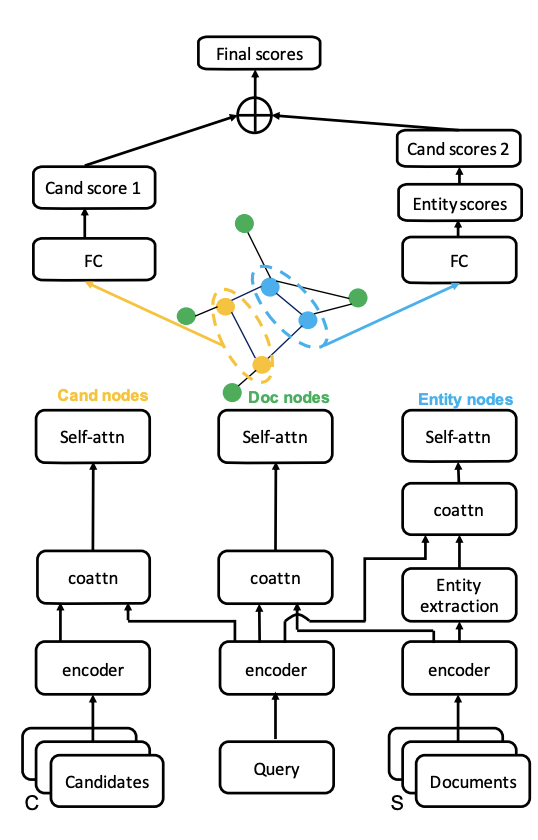 Final scores
Cand scores 2
Cand score 1
Entity scores
FC
FC
Cand nodes
Doc nodes
Entity nodes
Self-attn
Self-attn
Self-attn
coattn
coattn
coattn
Entity
extraction
encoder
encoder
encoder
Candidates
Query
Documents
C
S